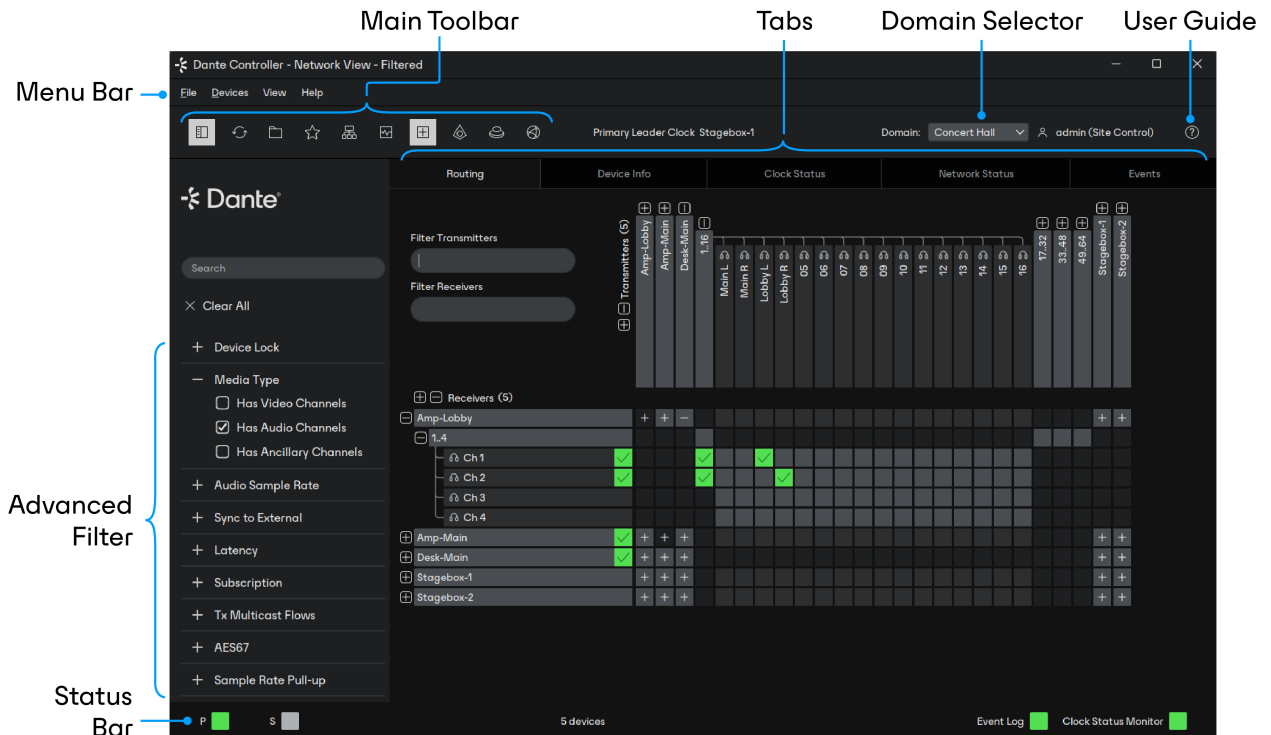 Main Toolbar
Tabs
Domain Selector
User Guide
Dante Controller - Network View - Filtered
Menu Bar
File Devices View Help
Primary Leader Clock Stagebox-1
Domain: Concert Hall
admin (Site Control)
Routing
Device Info
Clock Status
Network Status
Events
Dante®
Search
Clear All
Filter Transmitters
Filter Receivers
Transmitters (5)
Amp-Lobby
Amp-Main
Desk-Main
1..16
Main L
Main R
Lobby L
Lobby R
05
06
07
08
09
10
11
12
13
14
15
16
17..32
33..48
49..64
Stagebox-1
Stagebox-2
Advanced
Filter
Device Lock
Media Type
Has Video Channels
Has Audio Channels
Has Ancillary Channels
Audio Sample Rate
Sync to External
Latency
Subscription
Tx Multicast Flows
AES67
Sample Rate Pull-up
Receivers (5)
Amp-Lobby
1..4
Ch 1
Ch 2
Ch 3
Ch 4
Amp-Main
Desk-Main
Stagebox-1
Stagebox-2
Status
Bar
P
S
5 devices
Event Log
Clock Status Monitor